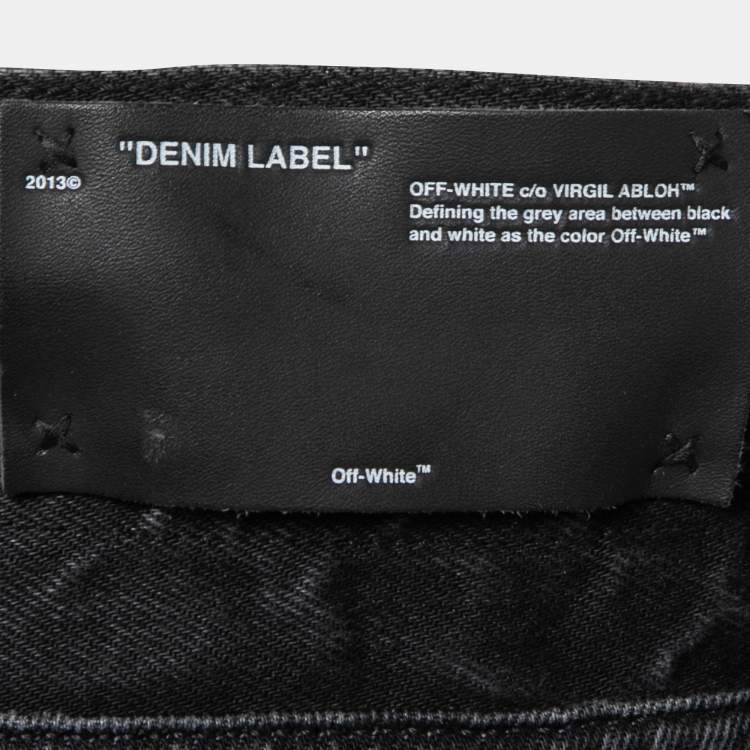 "DENIM LABEL"
2013©
OFF-WHITE c/o VIRGIL ABLOH™
Defining the grey area between black
and white as the color Off-White™
Off-White™